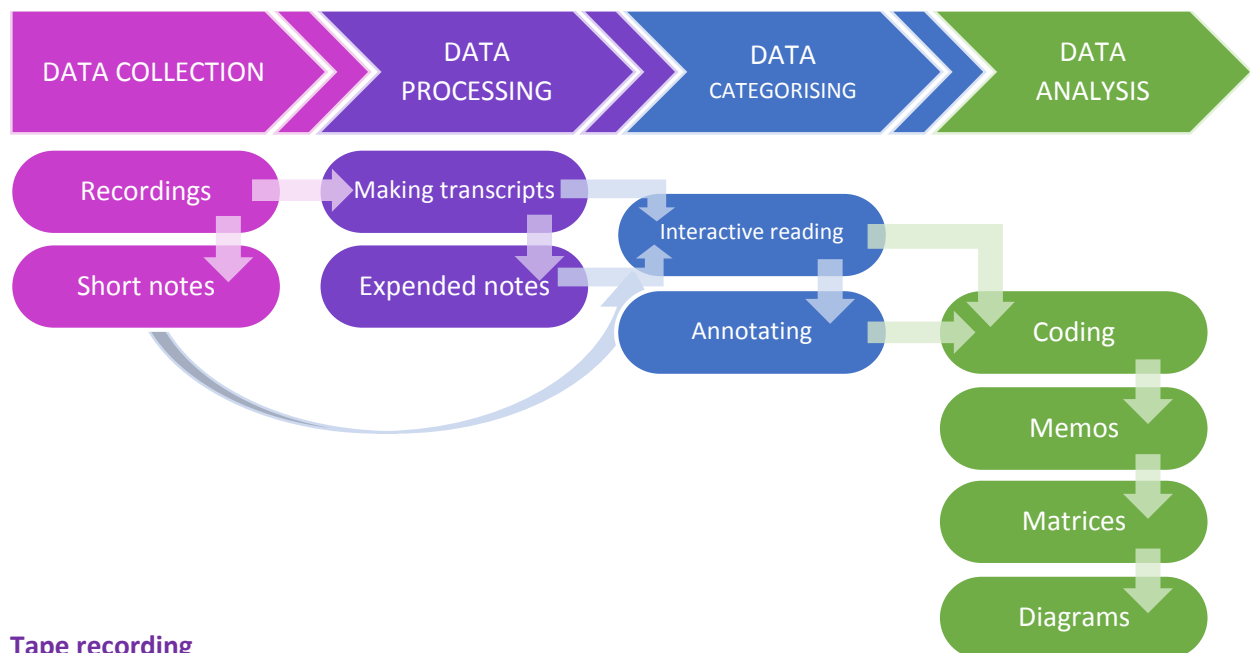 DATA COLLECTION
DATA
PROCESSING
DATA
CATEGORISING
DATA
ANALYSIS
Recordings
Short notes
Making transcripts
Expended notes
Interactive reading
Annotating
Coding
Memos
Matrices
Diagrams
Tape recording